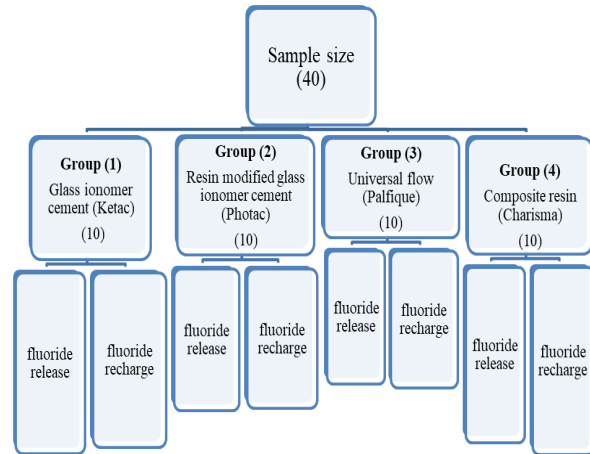 Sample size
(40)
Group (1)
Glass ionomer
cement (Ketac)
(10)
Group (2)
Resin modified glass
ionomer cement
(Photac)
(10)
Group (3)
Universal flow
(Palfique)
(10)
Group (4)
Composite resin
(Charisma)
(10)
fluoride
release
fluoride
recharge
fluoride
release
fluoride
recharge
fluoride
release
fluoride
recharge
fluoride
release
fluoride
recharge